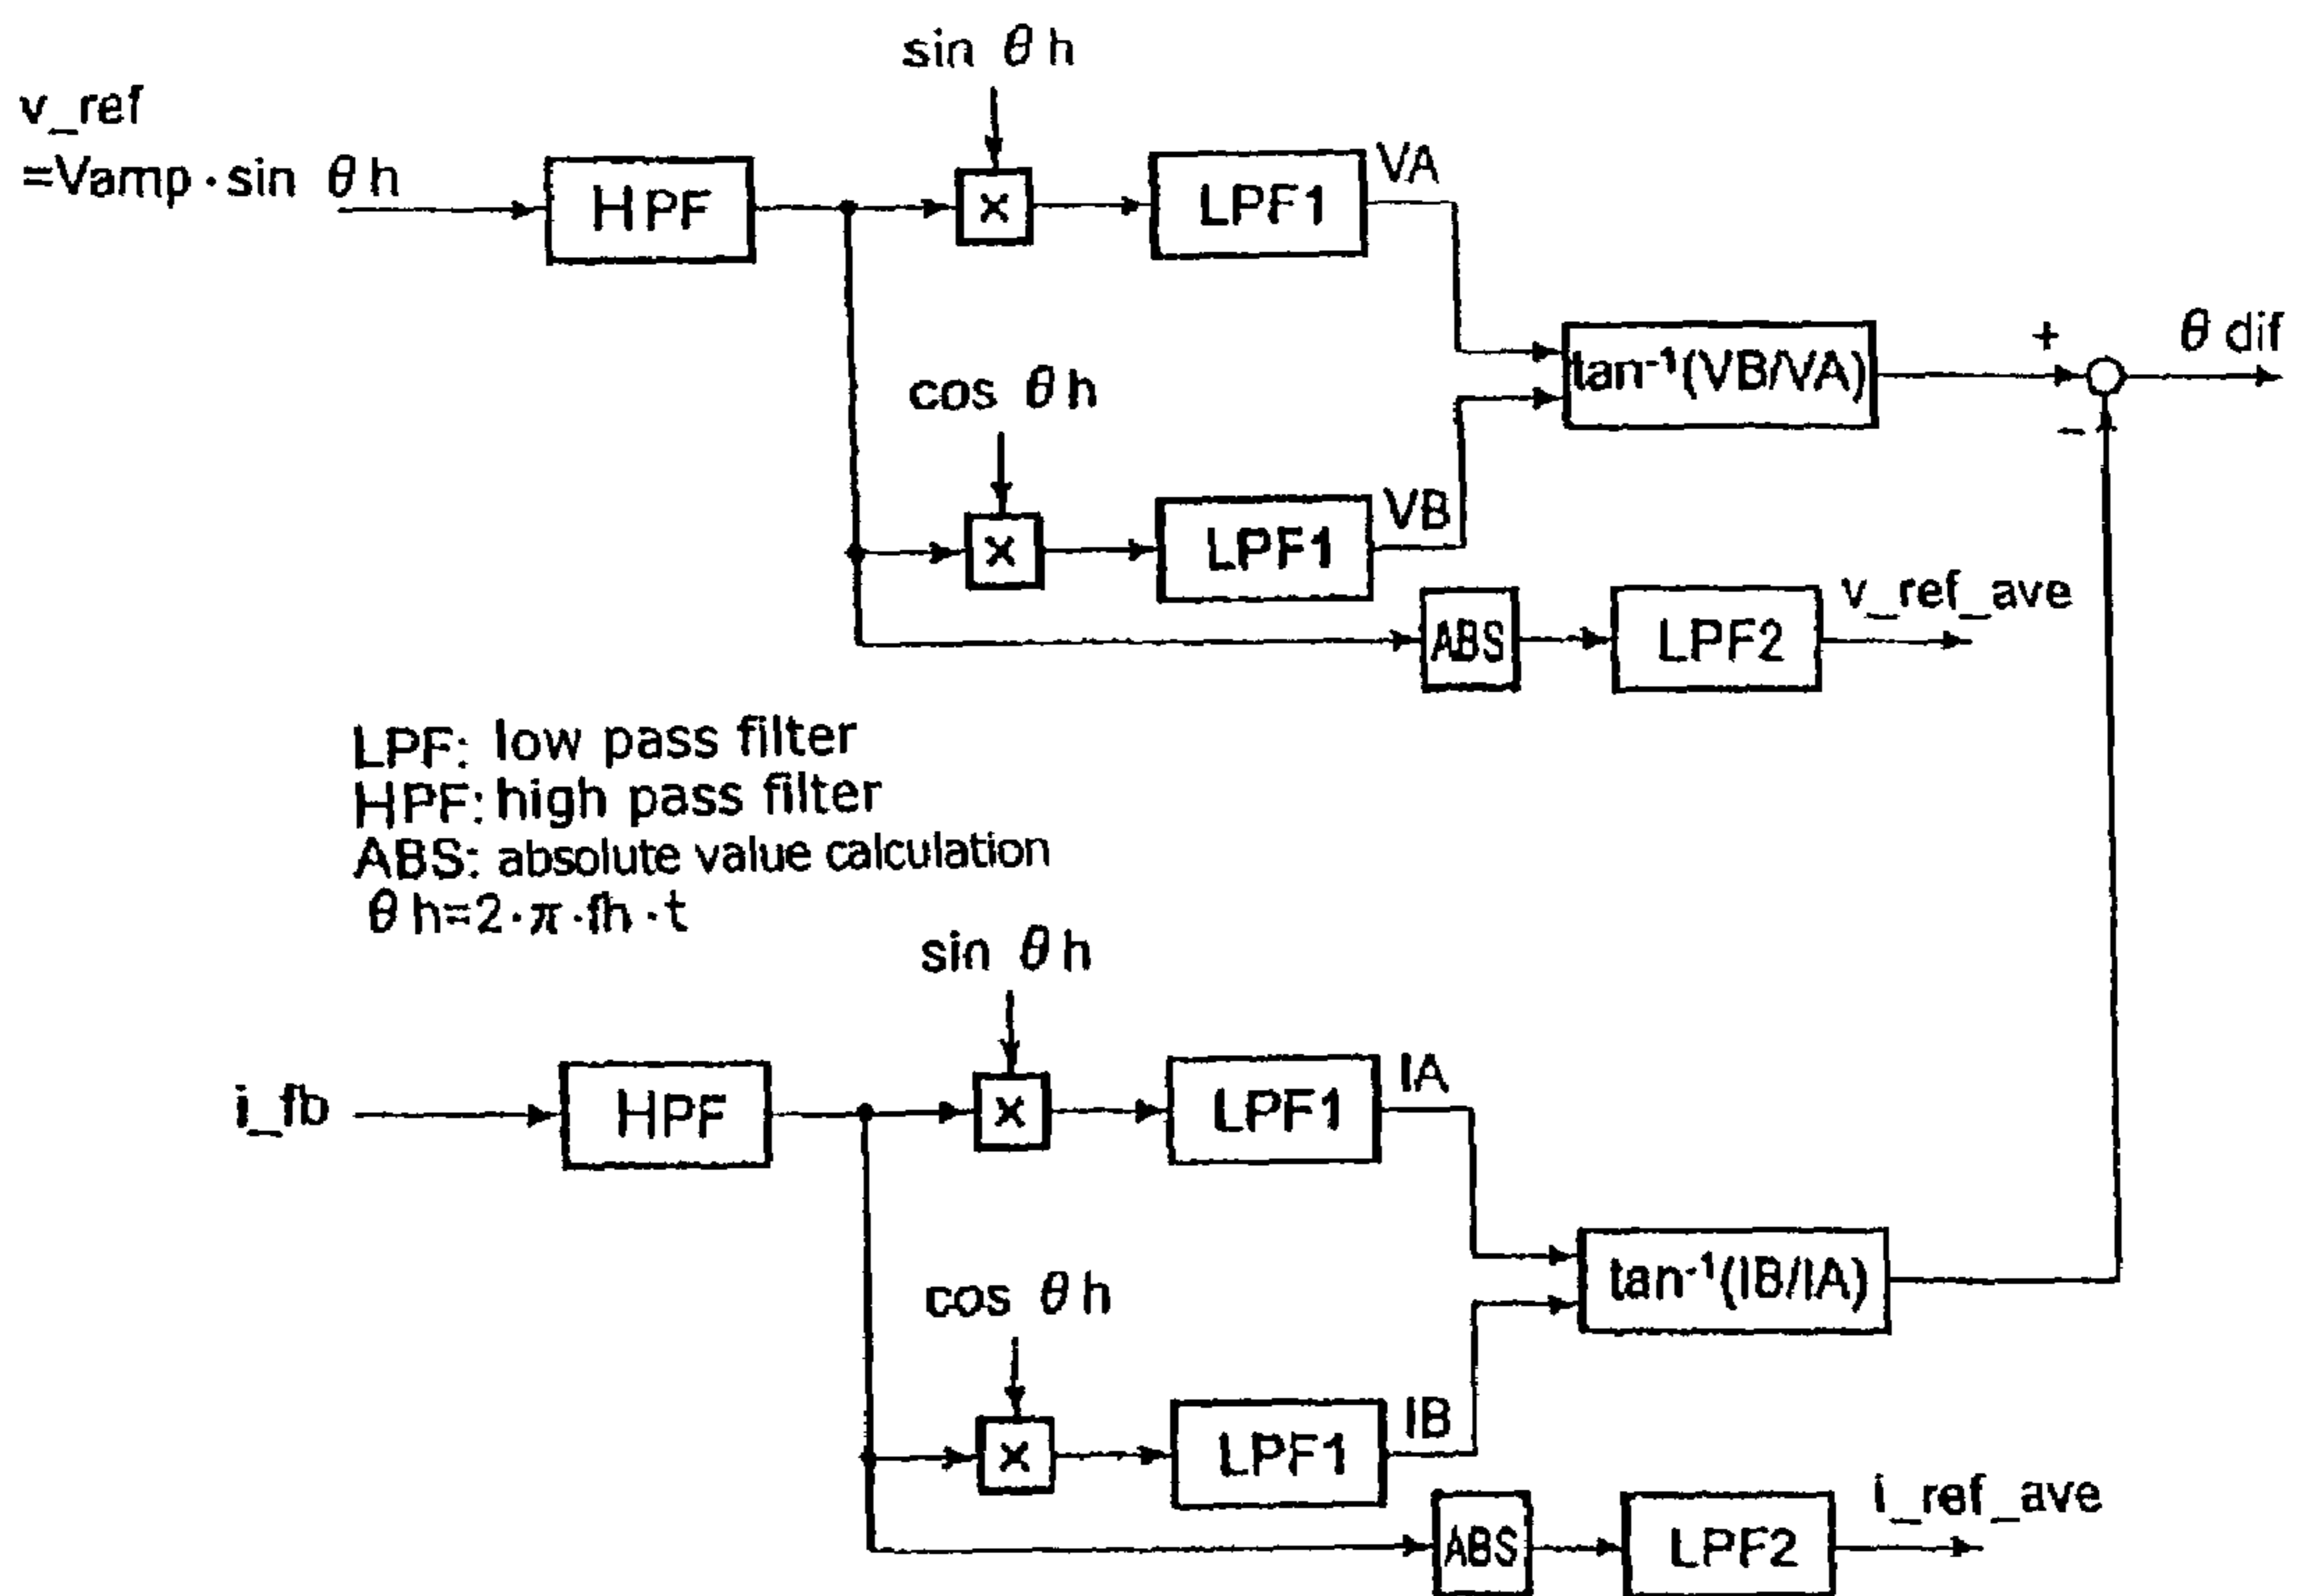 sin θh
v_ref
=Vamp·sin θh
HPF
x
LPF1
VA
cos θh
x
LPF1
VB
tan⁻¹(VB/VA)
+
-
θ dif
ABS
LPF2
v_ref_ave
LPF: low pass filter
HPF: high pass filter
ABS: absolute value calculation
θh=2·π·fh·t
sin θh
i_fb
HPF
x
LPF1
IA
cos θh
x
LPF1
IB
tan⁻¹(IB/IA)
ABS
LPF2
i_ref_ave